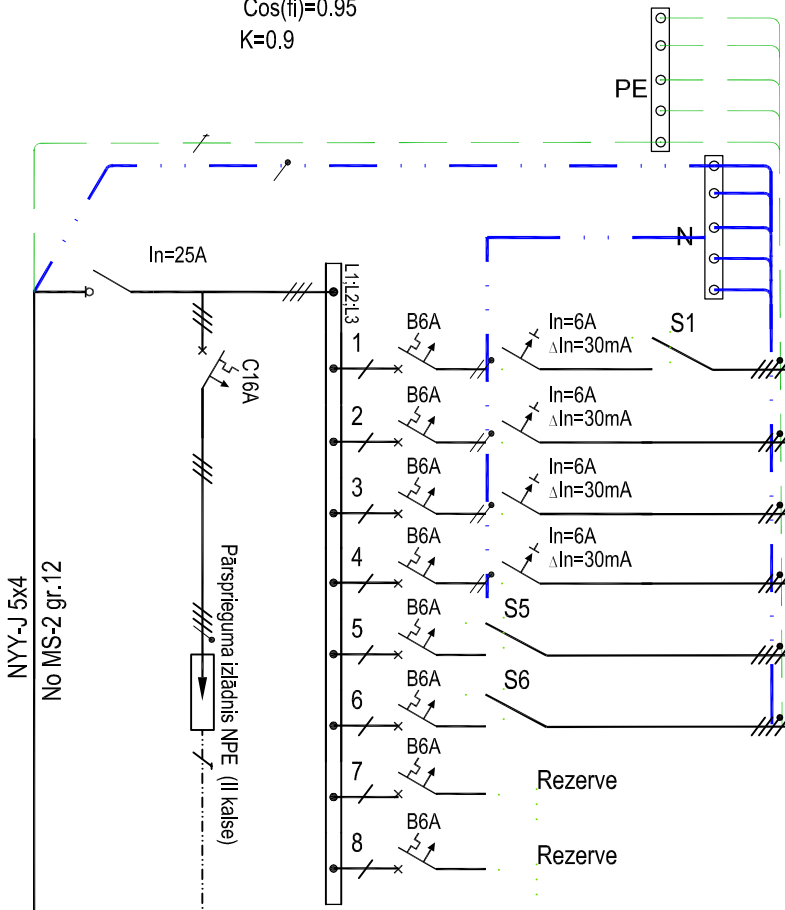 Cos(fi)=0.95
K=0.9
PE
N
In=25A
L1;L2;L3
C16A
1
B6A
In=6A
ΔIn=30mA
S1
2
B6A
In=6A
ΔIn=30mA
3
B6A
In=6A
ΔIn=30mA
4
B6A
In=6A
ΔIn=30mA
5
B6A
S5
6
B6A
S6
7
B6A
Rezerve
8
B6A
Rezerve
NYY-J 5x4
No MS-2 gr.12
Pārsprieguma izlādnis NPE (II kalse)